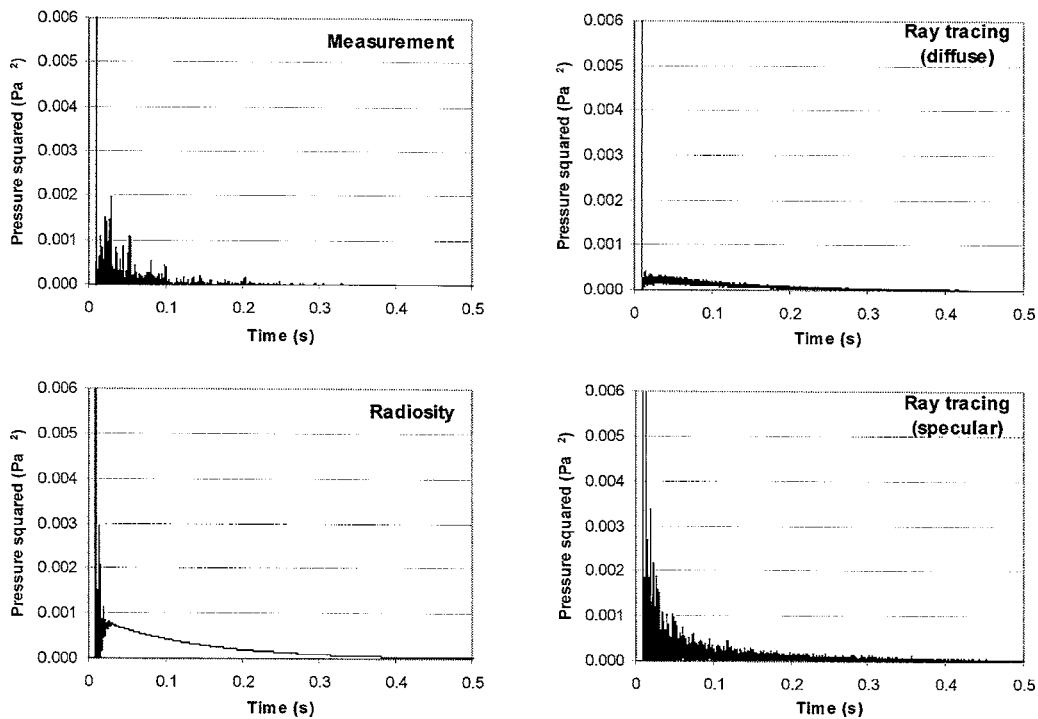 Measurement
Pressure squared (Pa ²)
0.006
0.005
0.004
0.003
0.002
0.001
0.000
0 0.1 0.2 0.3 0.4 0.5
Time (s)
Ray tracing
(diffuse)
Pressure squared (Pa ²)
0.006
0.005
0.004
0.003
0.002
0.001
0.000
0 0.1 0.2 0.3 0.4 0.5
Time (s)
Radiosity
Pressure squared (Pa ²)
0.006
0.005
0.004
0.003
0.002
0.001
0.000
0 0.1 0.2 0.3 0.4 0.5
Time (s)
Ray tracing
(specular)
Pressure squared (Pa ²)
0.006
0.005
0.004
0.003
0.002
0.001
0.000
0 0.1 0.2 0.3 0.4 0.5
Time (s)